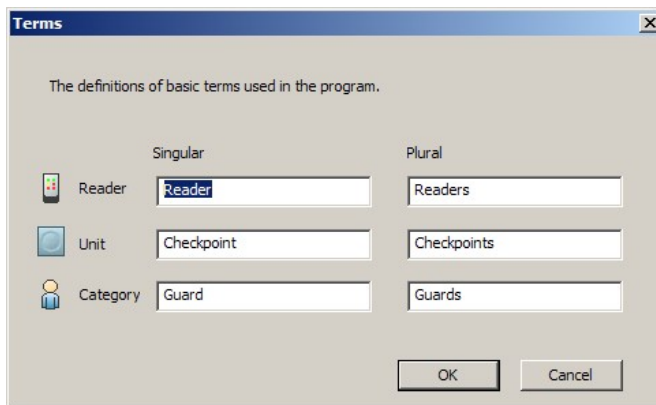 Terms
The definitions of basic terms used in the program.
Singular Plural
Reader Reader Readers
Unit Checkpoint Checkpoints
Category Guard Guards
OK Cancel